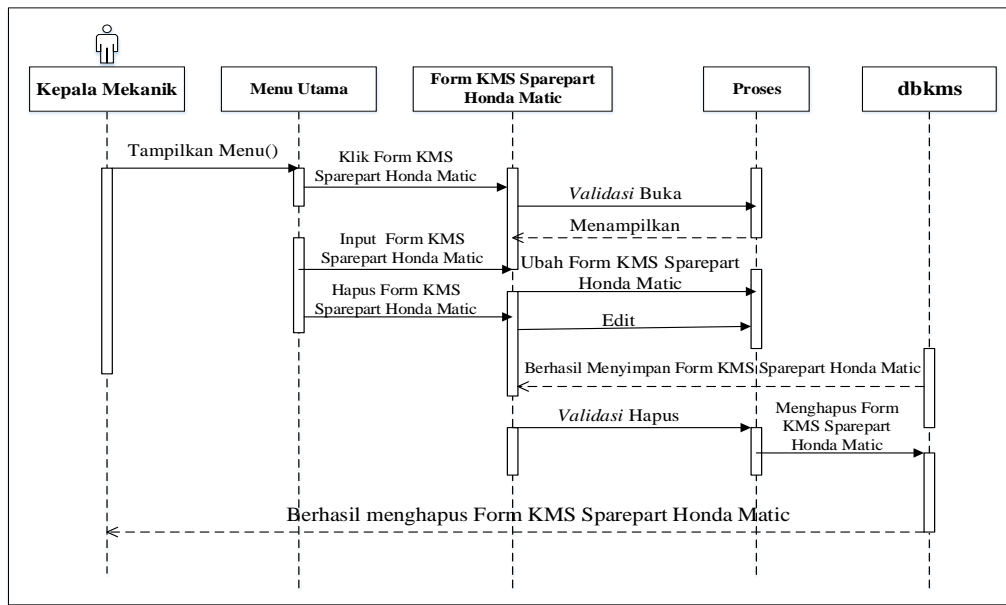 Kepala Mekanik
Menu Utama
Form KMS Sparepart
Honda Matic
Proses
dbkms
Tampilkan Menu()
Klik Form KMS
Sparepart Honda Matic
Validasi Buka
Menampilkan
Input Form KMS
Sparepart Honda Matic
Ubah Form KMS Sparepart
Honda Matic
Hapus Form KMS
Sparepart Honda Matic
Edit
Berhasil Menyimpan Form KMS Sparepart Honda Matic
Validasi Hapus
Menghapus Form
KMS Sparepart
Honda Matic
Berhasil menghapus Form KMS Sparepart Honda Matic